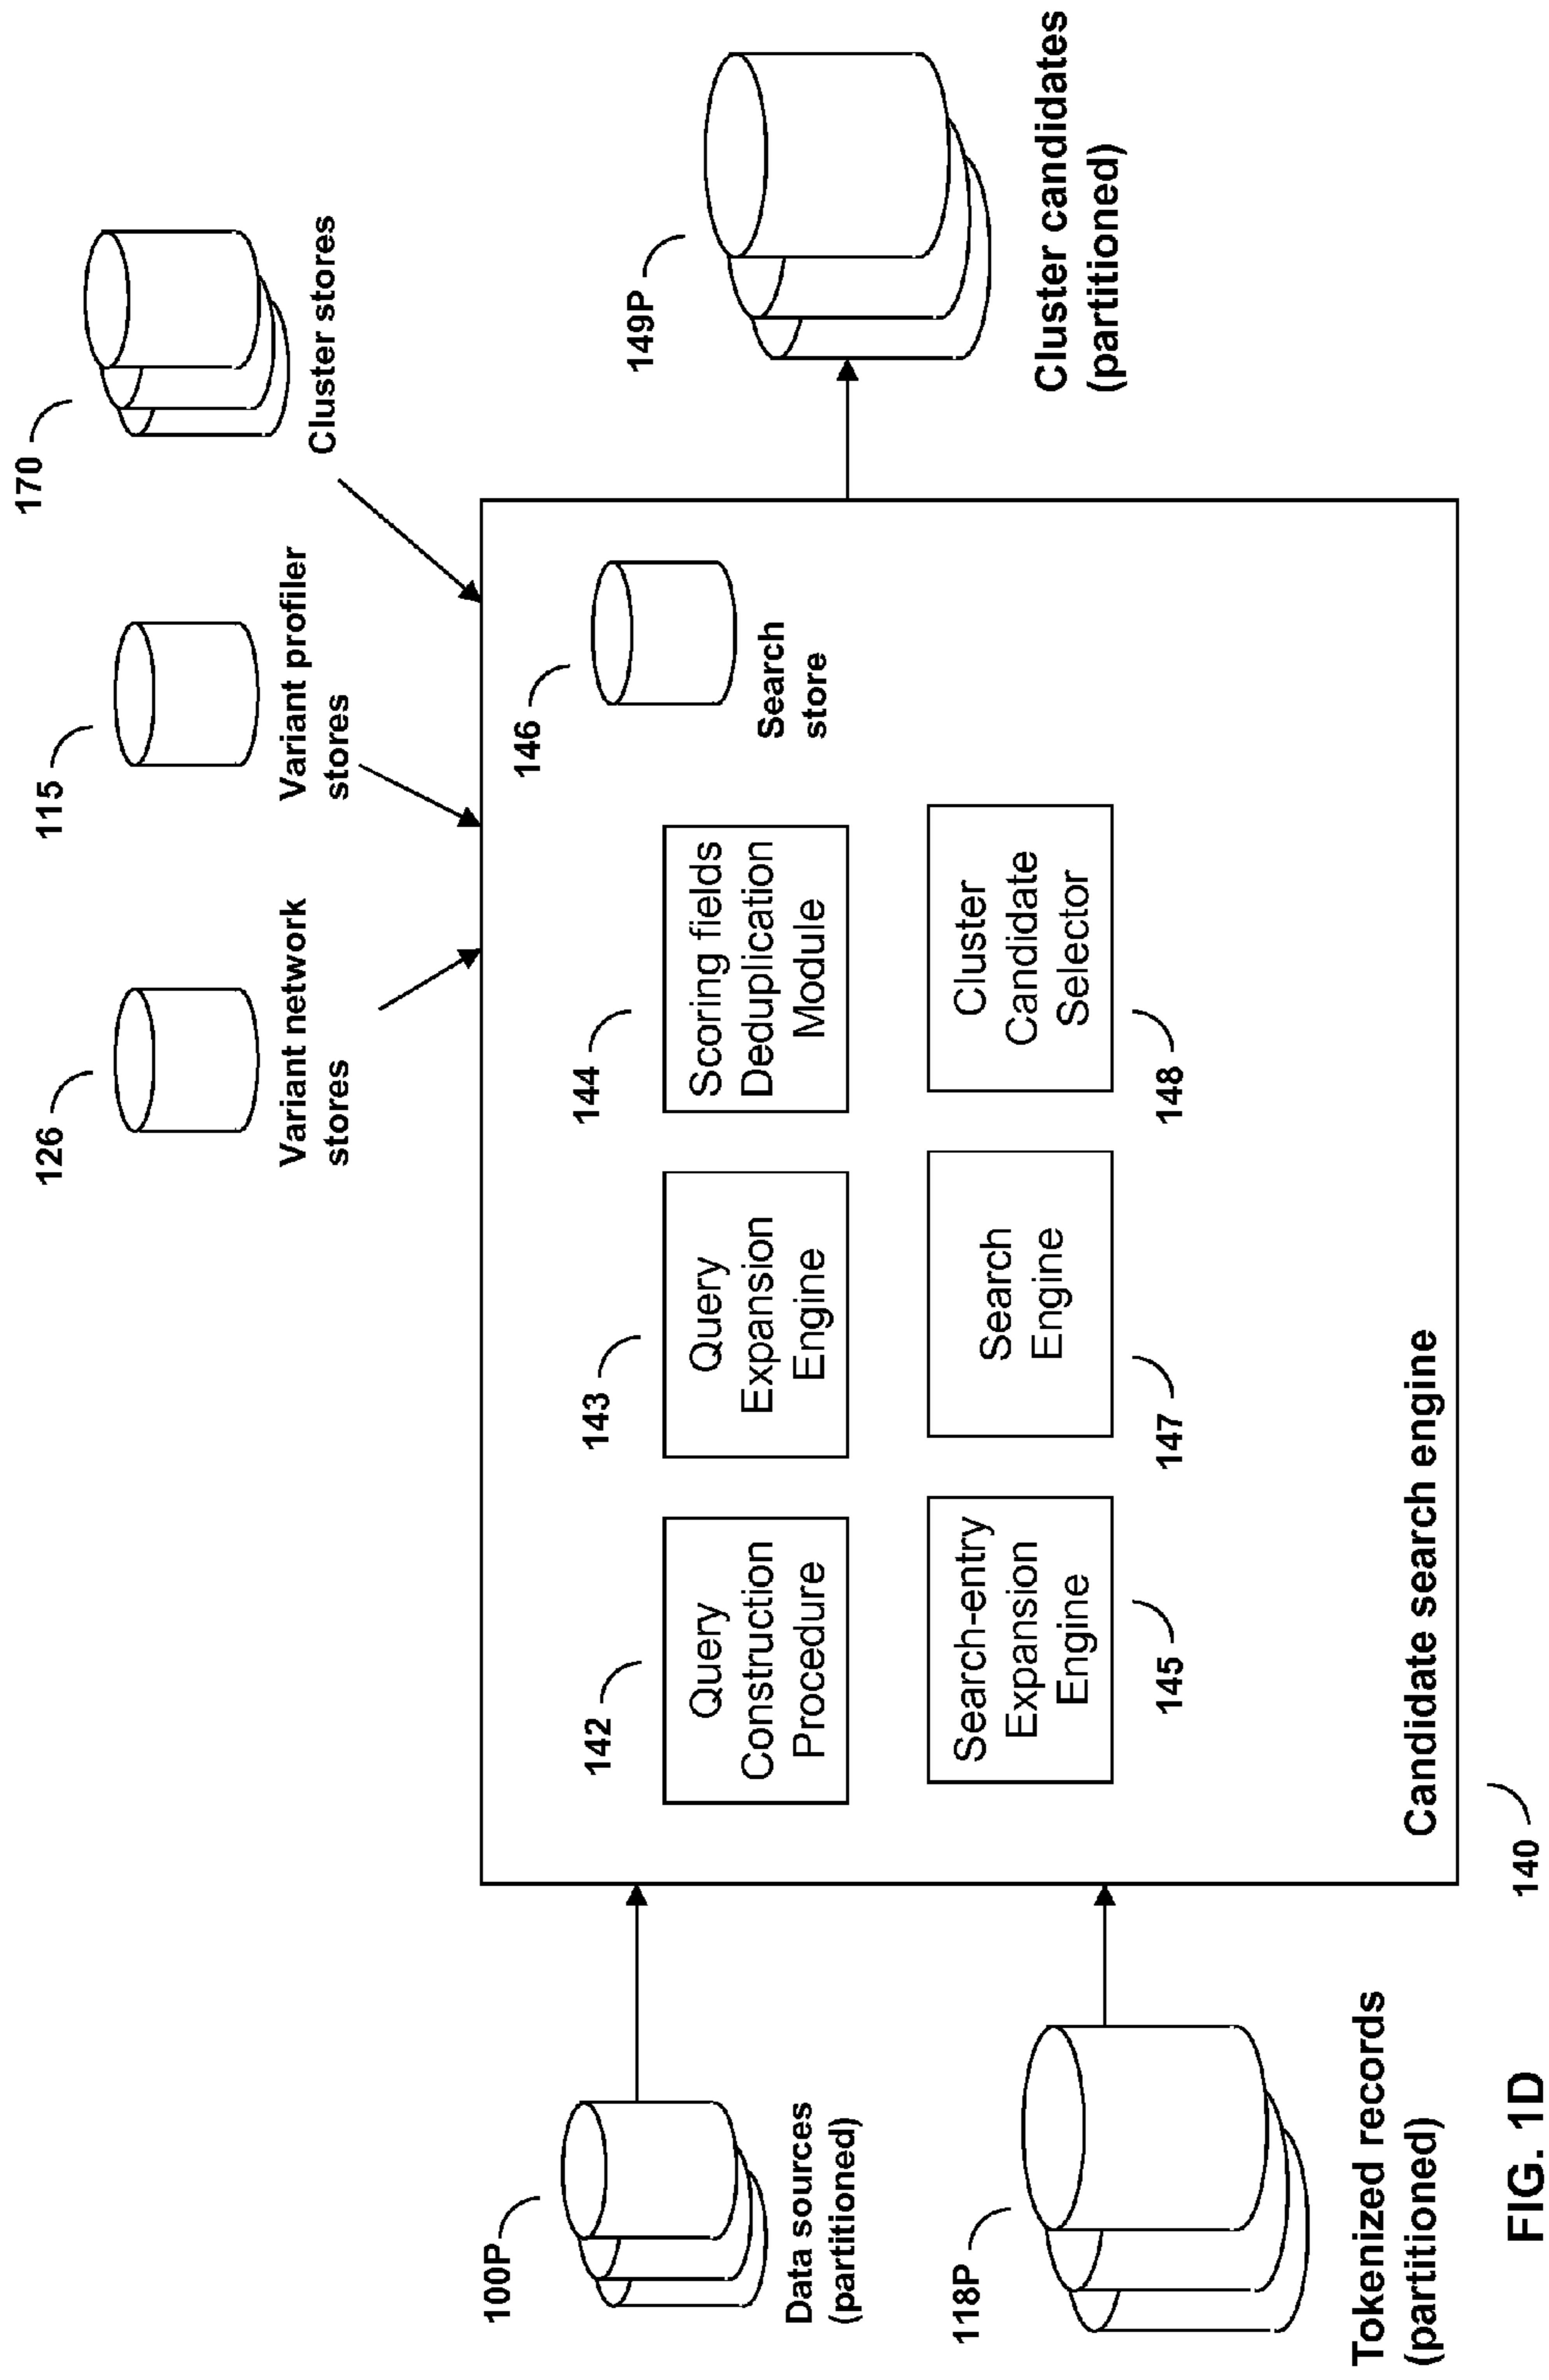 126
Variant network
stores
115
Variant profiler
stores
170
Cluster stores
100P
Data sources
(partitioned)
118P
Tokenized records
(partitioned)
142
Query
Construction
Procedure
143
Query
Expansion
Engine
144
Scoring fields
Deduplication
Module
146
Search
store
Search-entry
Expansion
Engine
145
Search
Engine
147
Cluster
Candidate
Selector
148
Candidate search engine
140
149P
Cluster candidates
(partitioned)
FIG. 1D